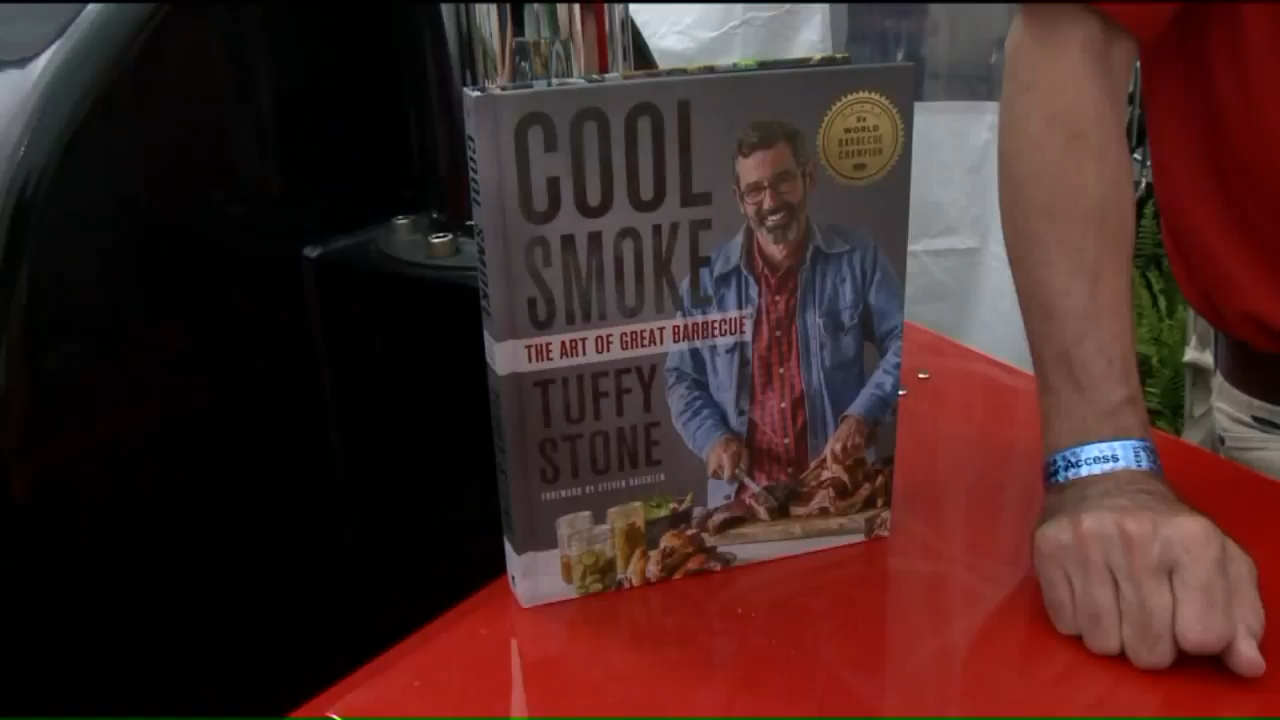 COOL
SMOKE
THE ART OF GREAT BARBECUE
TUFFY
STONE
FOREWORD BY STEVEN RAICHLEN
5x
WORLD
BARBECUE
CHAMPION
COOL SMOKE
Access